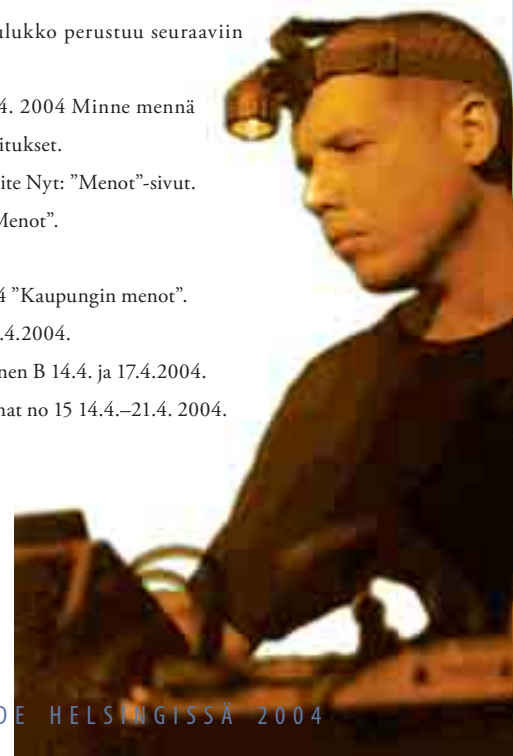 ulukko perustuu seuraaviin
4. 2004 Minne mennä
itukset.
ite Nyt: ”Menot”-sivut.
Menot”.
4 ”Kaupungin menot”.
.4.2004.
nen B 14.4. ja 17.4.2004.
nat no 15 14.4.–21.4. 2004.
DE HELSINGISSÄ 2004